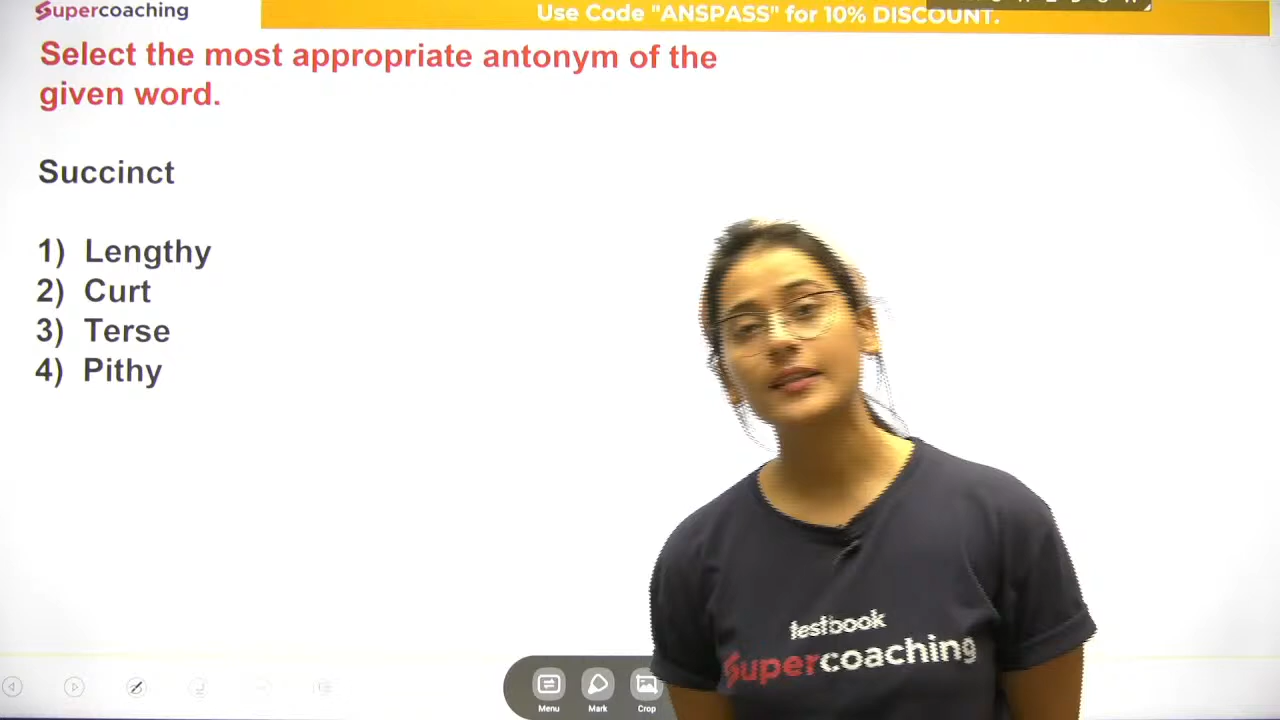 Supercoaching
Use Code "ANSPASS" for 10% DISCOUNT.
Select the most appropriate antonym of the
given word.
Succinct
1) Lengthy
2) Curt
3) Terse
4) Pithy
testbook
Supercoaching
Menu
Mark
Crop